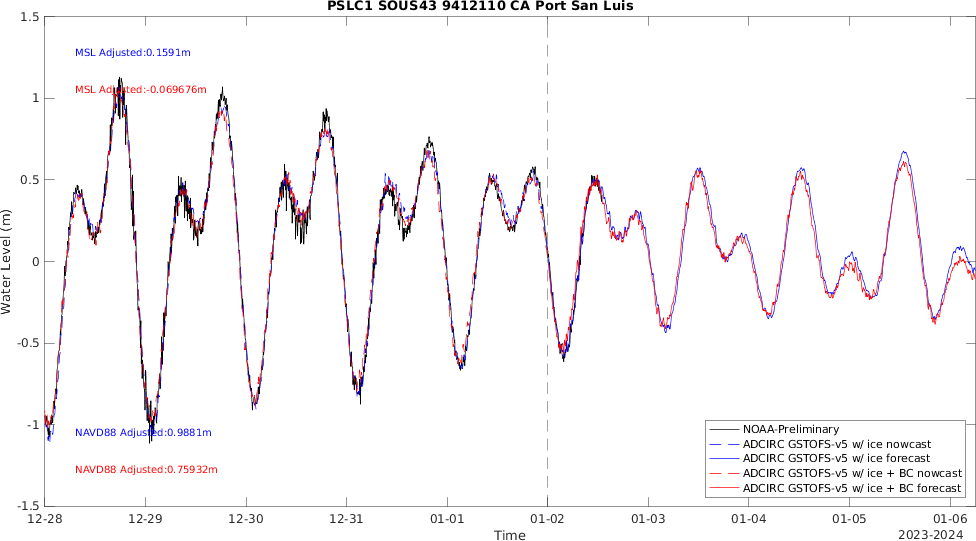 PSLC1 SOUS43 9412110 CA Port San Luis
1.5
MSL Adjusted:0.1591m
1
MSL Adjusted:-0.069676m
0.5
Water Level (m)
0
-0.5
-1
NAVD88 Adjusted:0.9881m
NAVD88 Adjusted:0.75932m
-1.5
NOAA-Preliminary
ADCIRC GSTOFS-v5 w/ ice nowcast
ADCIRC GSTOFS-v5 w/ ice forecast
ADCIRC GSTOFS-v5 w/ ice + BC nowcast
ADCIRC GSTOFS-v5 w/ ice + BC forecast
12-28 12-29 12-30 12-31 01-01 01-02 01-03 01-04 01-05 01-06
Time
2023-2024